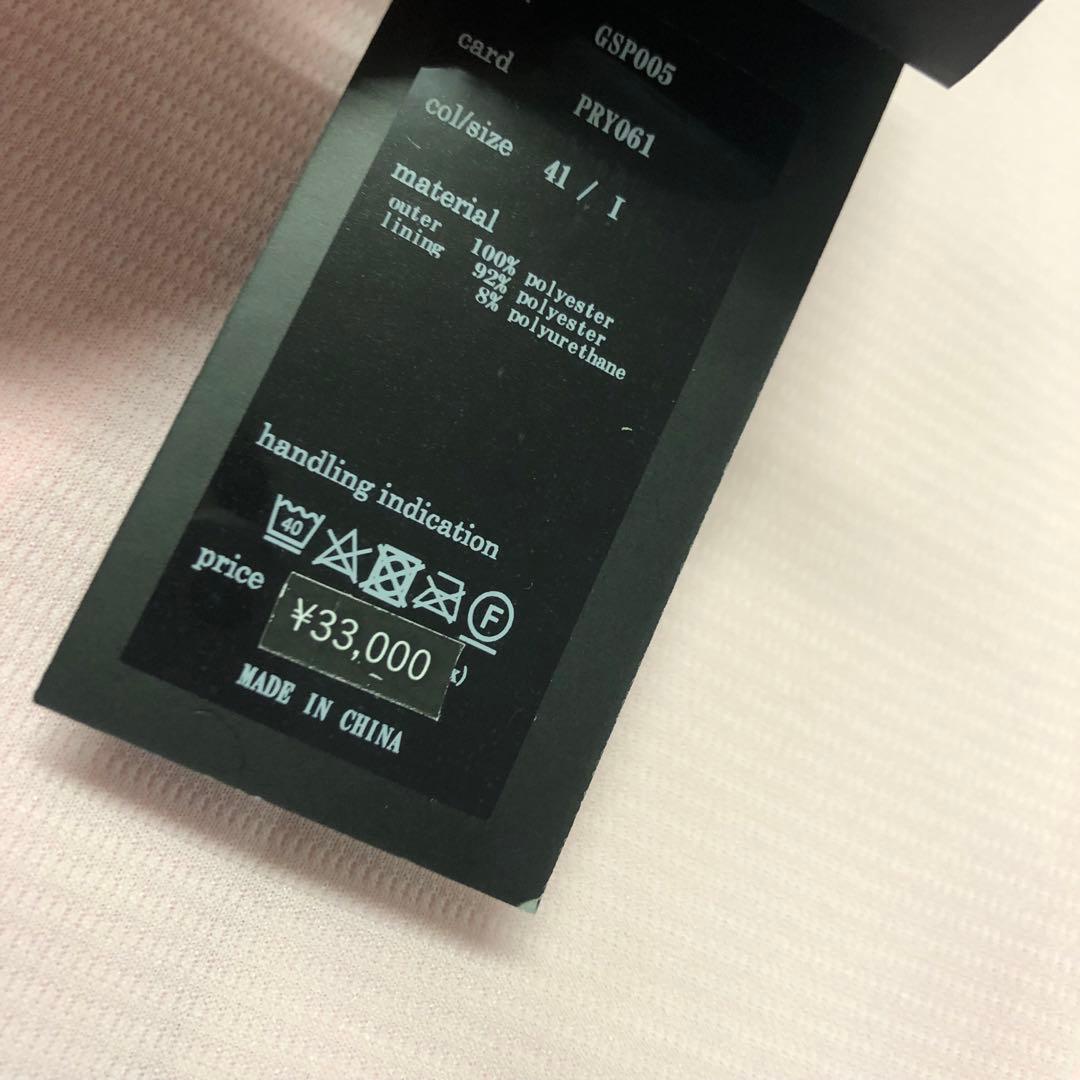 GSP005
card PRY061
col/size 41 / I
material
outer 100% polyester
lining 92% polyester
8% polyurethane
handling indication
40
F
price ¥33,000
x)
MADE IN CHINA